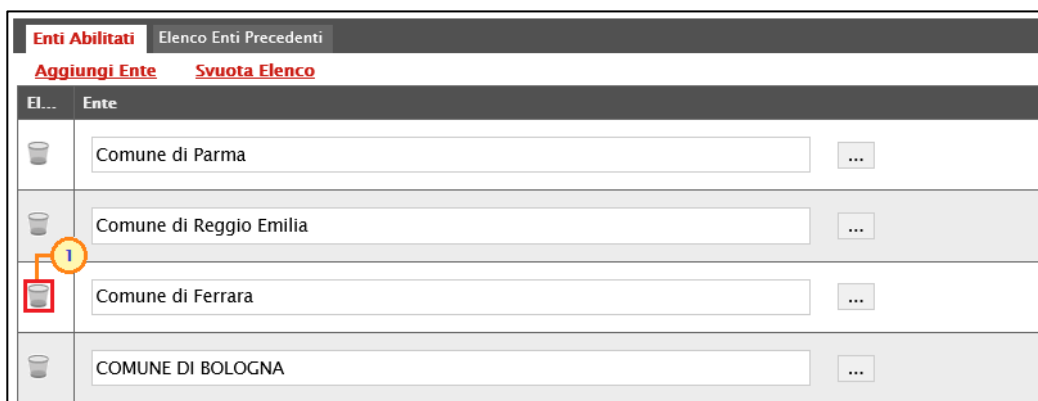 Enti Abilitati Elenco Enti Precedenti
Aggiungi Ente Svuota Elenco
El... Ente
Comune di Parma ...
Comune di Reggio Emilia ...
1
Comune di Ferrara ...
COMUNE DI BOLOGNA ...